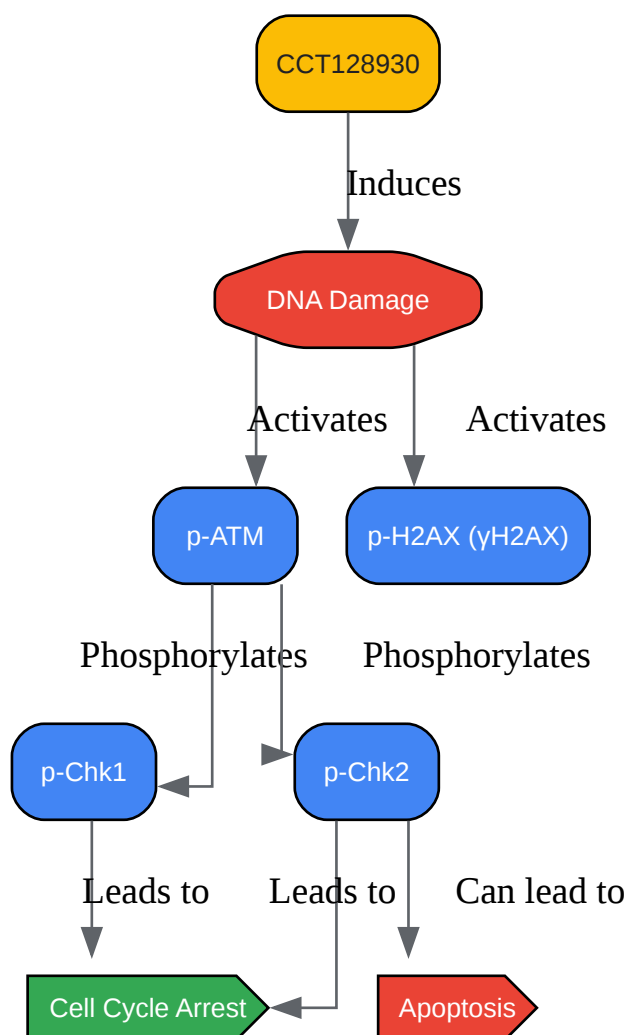 CCT128930
Induces
DNA Damage
Activates
Activates
p-ATM
p-H2AX (γH2AX)
Phosphorylates
Phosphorylates
p-Chk1
p-Chk2
Leads to
Leads to
Can lead to
Cell Cycle Arrest
Apoptosis